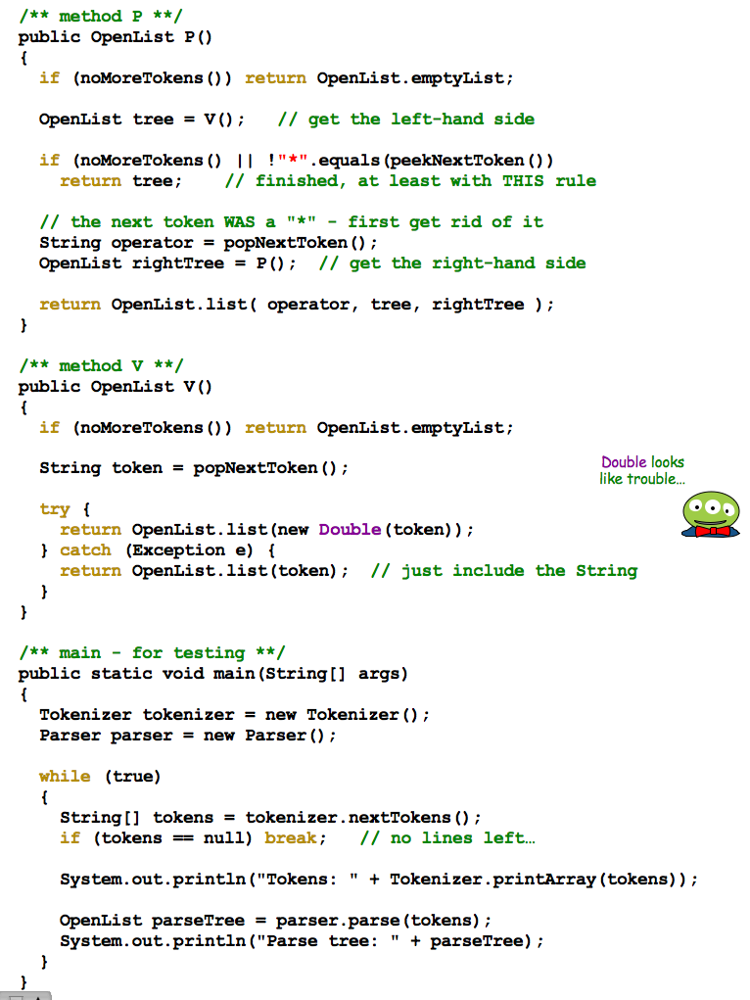 /** method P **/
public OpenList P()
{
if (noMoreTokens()) return OpenList.emptyList;
OpenList tree = V();   // get the left-hand side
if (noMoreTokens() || !"*".equals(peekNextToken())
return tree;    // finished, at least with THIS rule
// the next token WAS a "*" - first get rid of it
String operator = popNextToken();
OpenList rightTree = P();  // get the right-hand side
return OpenList.list( operator, tree, rightTree );
}
/** method V **/
public OpenList V()
{
if (noMoreTokens()) return OpenList.emptyList;
String token = popNextToken();
Double looks
like trouble...
try {
return OpenList.list(new Double(token));
} catch (Exception e) {
return OpenList.list(token);  // just include the String
}
}
/** main - for testing **/
public static void main(String[] args)
{
Tokenizer tokenizer = new Tokenizer();
Parser parser = new Parser();
while (true)
{
String[] tokens = tokenizer.nextTokens();
if (tokens == null) break;   // no lines left…
System.out.println("Tokens: " + Tokenizer.printArray(tokens));
OpenList parseTree = parser.parse(tokens);
System.out.println("Parse tree: " + parseTree);
}
}